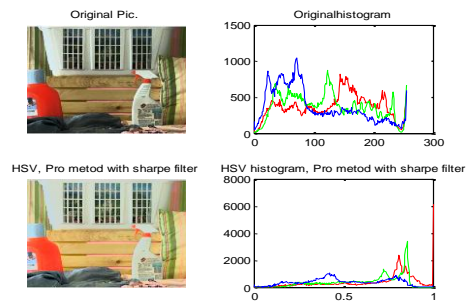 Original Pic.
Originalhistogram
1500
1000
500
0
0 100 200 300
HSV, Pro metod with sharpe filter
HSV histogram, Pro metod with sharpe filter
8000
6000
4000
2000
0
0 0.5 1